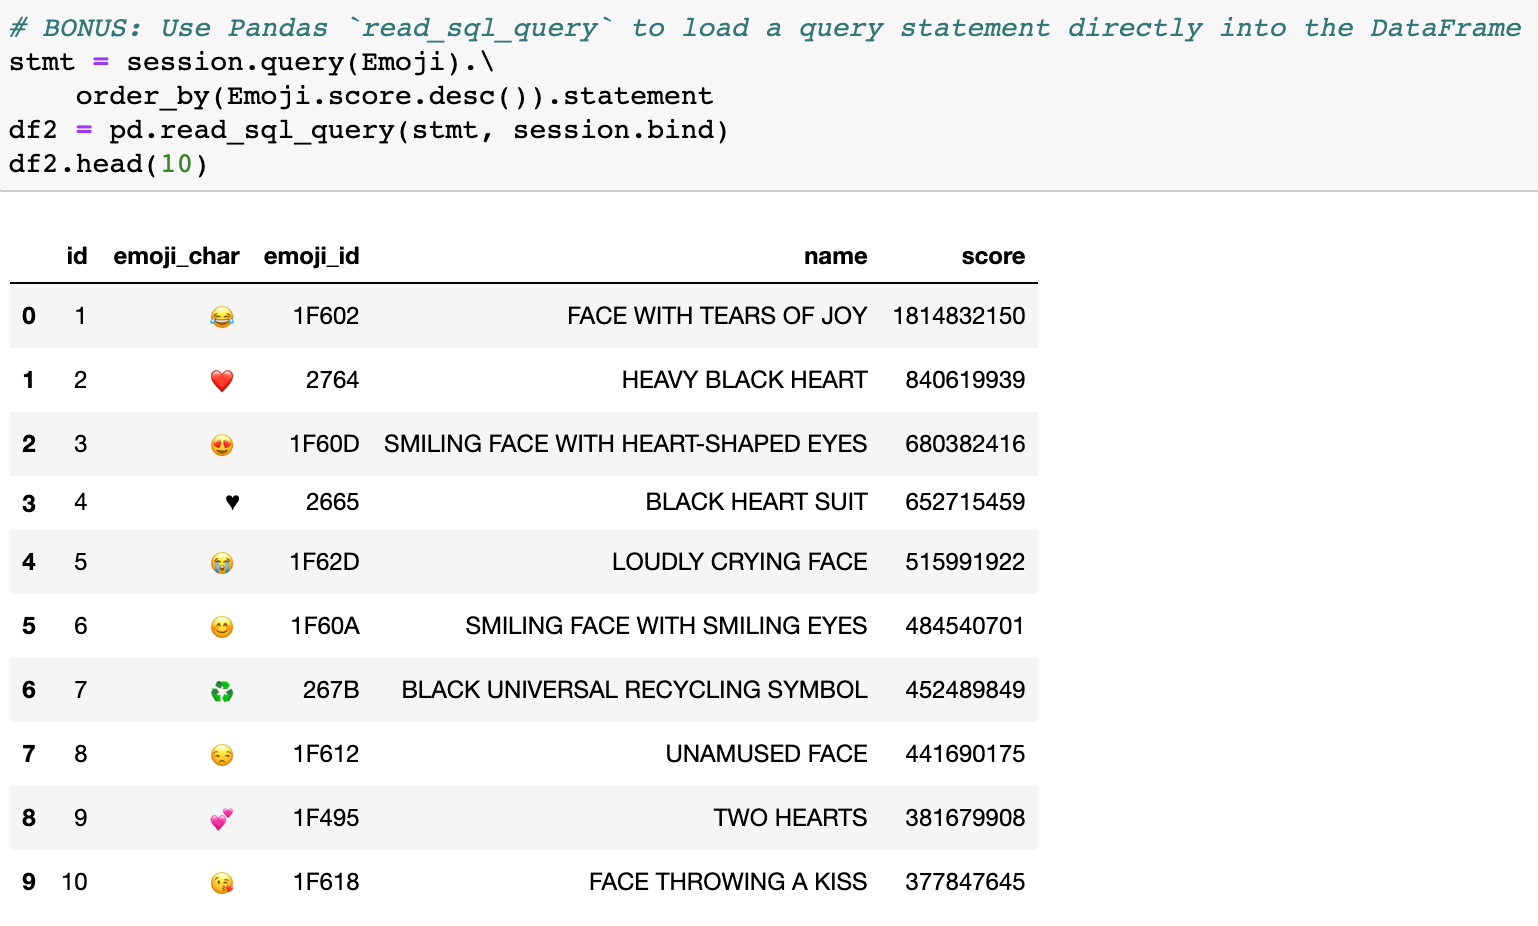 # BONUS: Use Pandas `read_sql_query` to load a query statement directly into the DataFrame
stmt = session.query(Emoji).\
    order_by(Emoji.score.desc()).statement
df2 = pd.read_sql_query(stmt, session.bind)
df2.head(10)
id emoji_char emoji_id name score
0 1 😂 1F602 FACE WITH TEARS OF JOY 1814832150
1 2 ❤️ 2764 HEAVY BLACK HEART 840619939
2 3 😍 1F60D SMILING FACE WITH HEART-SHAPED EYES 680382416
3 4 ♥ 2665 BLACK HEART SUIT 652715459
4 5 😭 1F62D LOUDLY CRYING FACE 515991922
5 6 😊 1F60A SMILING FACE WITH SMILING EYES 484540701
6 7 ♻️ 267B BLACK UNIVERSAL RECYCLING SYMBOL 452489849
7 8 😒 1F612 UNAMUSED FACE 441690175
8 9 💕 1F495 TWO HEARTS 381679908
9 10 😘 1F618 FACE THROWING A KISS 377847645